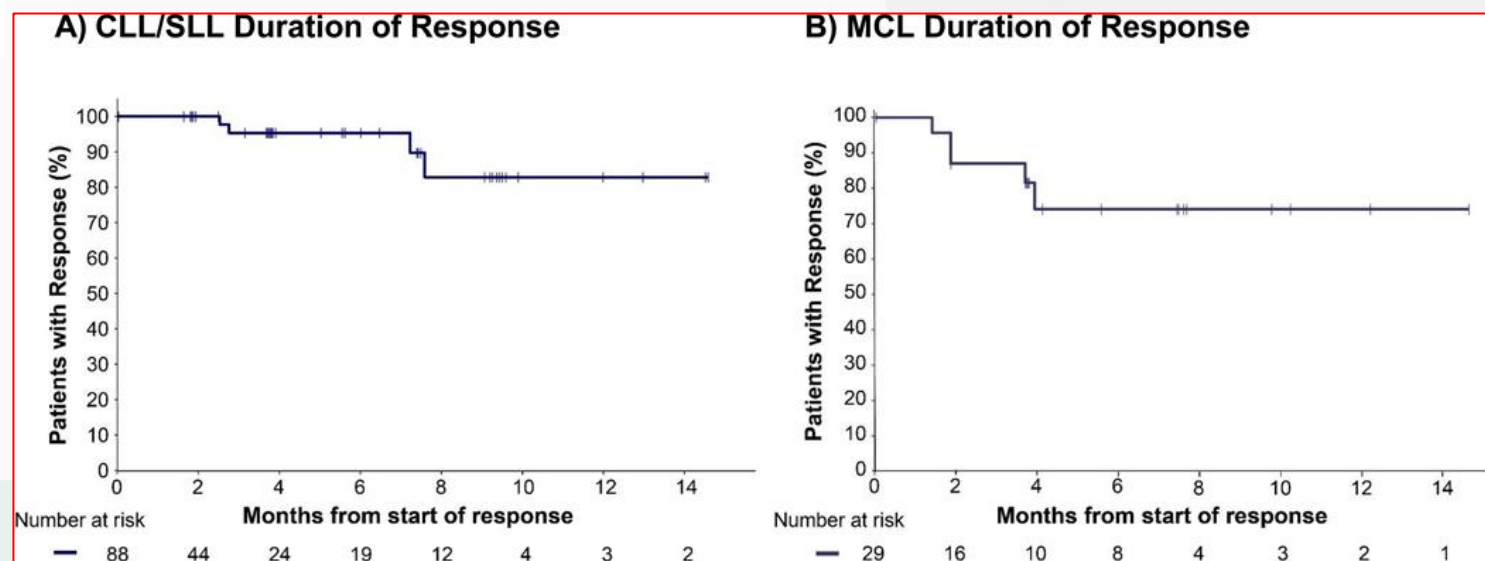 A) CLL/SLL Duration of Response
Patients with Response (%)
100
90
80
70
60
50
40
30
20
10
0
0 2 4 6 8 10 12 14
Months from start of response
Number at risk
88 44 24 19 12 4 3 2
B) MCL Duration of Response
Patients with Response (%)
100
90
80
70
60
50
40
30
20
10
0
0 2 4 6 8 10 12 14
Months from start of response
Number at risk
29 16 10 8 4 3 2 1